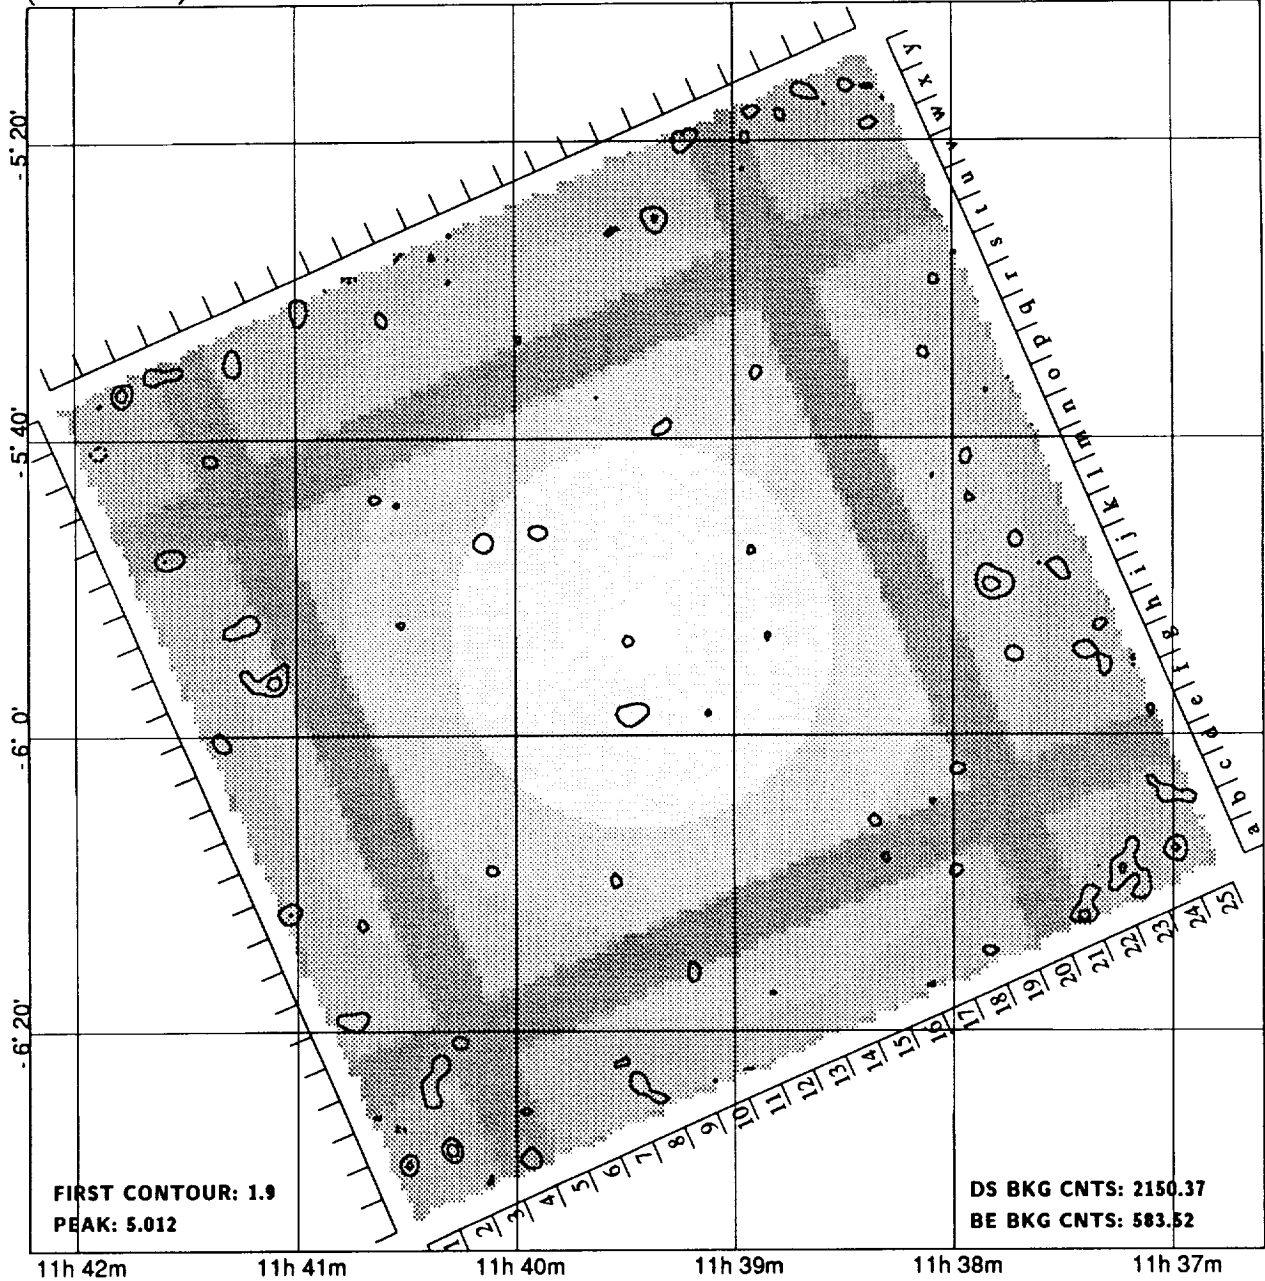 y
x
w
v
u
t
s
r
q
p
o
n
m
l
k
j
i
h
g
f
e
d
c
b
a
-5° 20'
-5° 40'
-6° 0'
-6° 20'
25
24
23
22
21
20
19
18
17
16
15
14
13
12
11
10
9
8
7
6
5
4
3
2
1
FIRST CONTOUR: 1.9
PEAK: 5.012
DS BKG CNTS: 2150.37
BE BKG CNTS: 583.52
11h 42m
11h 41m
11h 40m
11h 39m
11h 38m
11h 37m